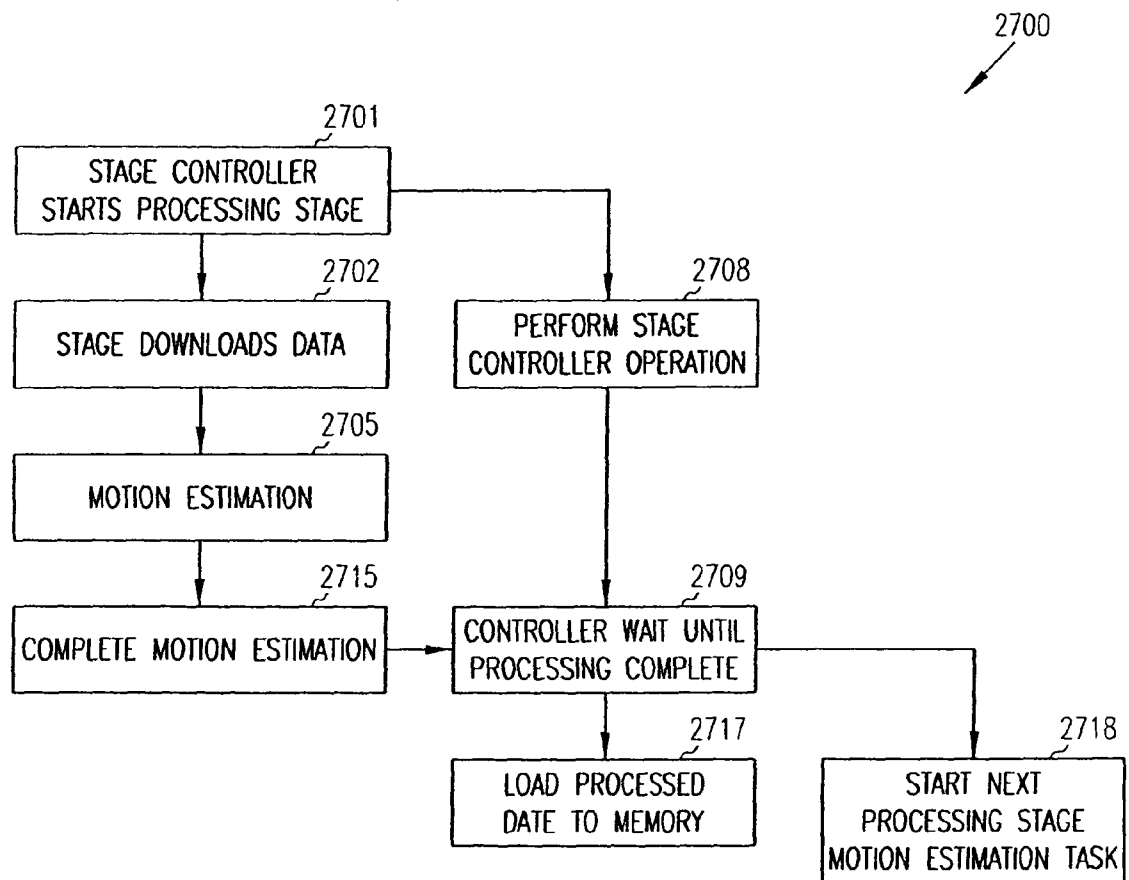 2700
2701
STAGE CONTROLLER
STARTS PROCESSING STAGE
2702
STAGE DOWNLOADS DATA
2708
PERFORM STAGE
CONTROLLER OPERATION
2705
MOTION ESTIMATION
2715
COMPLETE MOTION ESTIMATION
2709
CONTROLLER WAIT UNTIL
PROCESSING COMPLETE
2717
LOAD PROCESSED
DATE TO MEMORY
2718
START NEXT
PROCESSING STAGE
MOTION ESTIMATION TASK